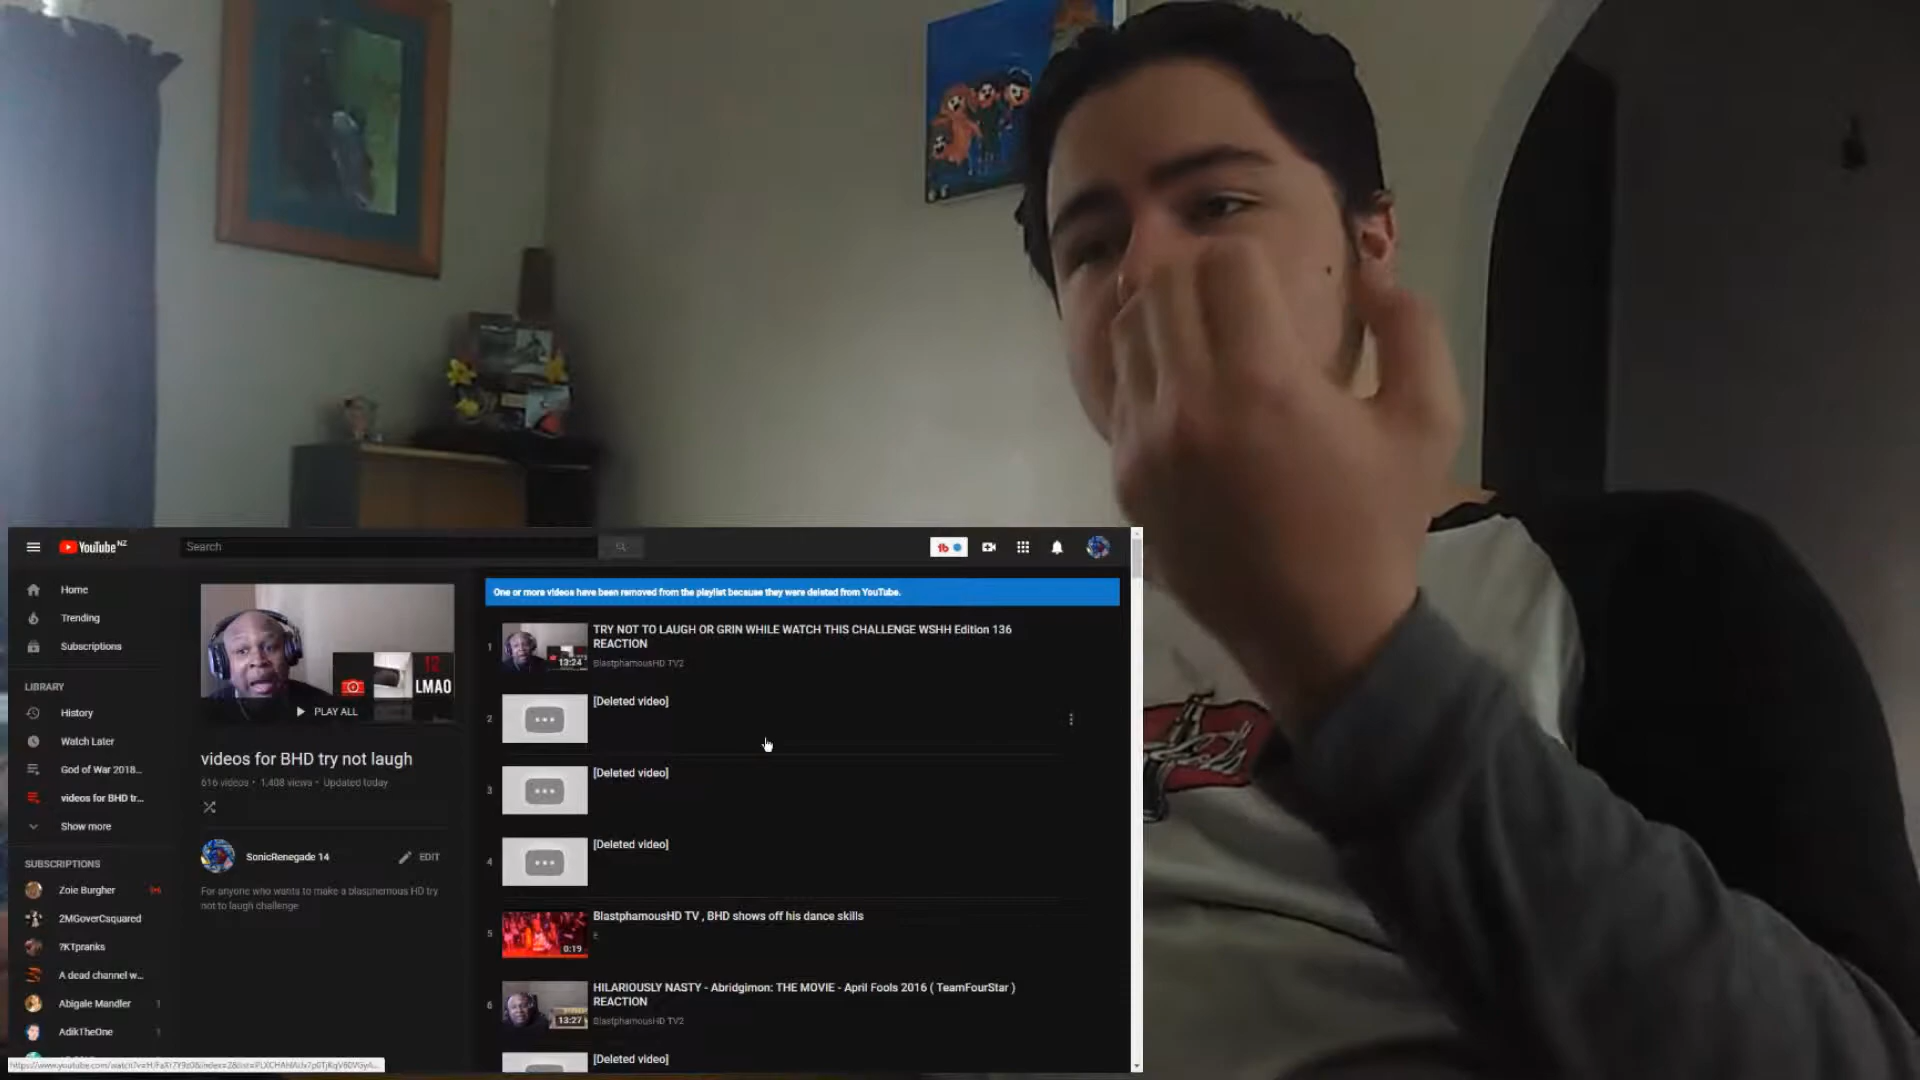 YouTube NZ
Search
Home
Trending
Subscriptions
LIBRARY
History
Watch Later
God of War 2018...
videos for BHD tr...
Show more
SUBSCRIPTIONS
Zoie Burgher
2MGoverCsquared
?KTpranks
A dead channel w...
Abigale Mandler 1
AdikTheOne 1
12
LMAO
PLAY ALL
videos for BHD try not laugh
616 videos • 1,408 views • Updated today
SonicRenegade 14
EDIT
For anyone who wants to make a blasphemous HD try
not to laugh challenge
One or more videos have been removed from the playlist because they were deleted from YouTube.
1
TRY NOT TO LAUGH OR GRIN WHILE WATCH THIS CHALLENGE WSHH Edition 136
REACTION
13:24
BlastphamousHD TV2
2
[Deleted video]
3
[Deleted video]
4
[Deleted video]
5
BlastphamousHD TV , BHD shows off his dance skills
E
0:19
6
HILARIOUSLY NASTY - Abridgimon: THE MOVIE - April Fools 2016 ( TeamFourStar )
REACTION
13:27
BlastphamousHD TV2
[Deleted video]